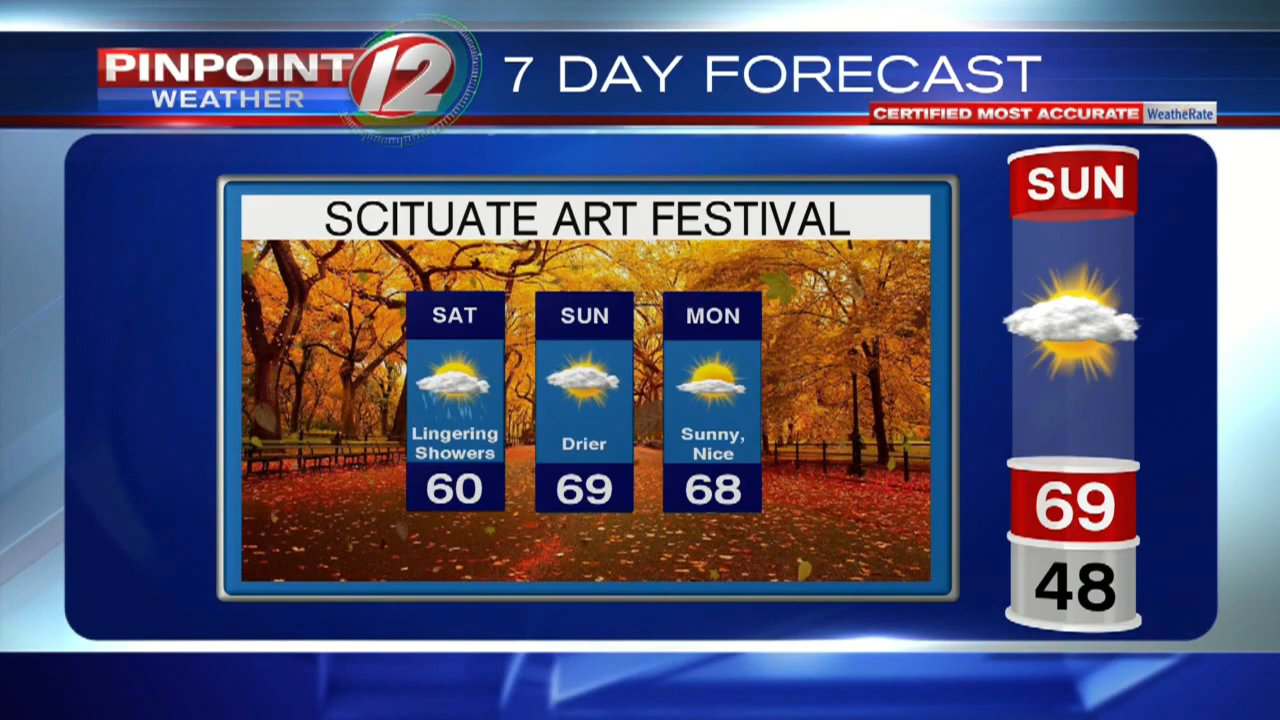 PINPOINT 12
WEATHER
7 DAY FORECAST
CERTIFIED MOST ACCURATE WeatheRate
SCITUATE ART FESTIVAL
SAT
Lingering
Showers
60
SUN
Drier
69
MON
Sunny,
Nice
68
SUN
69
48